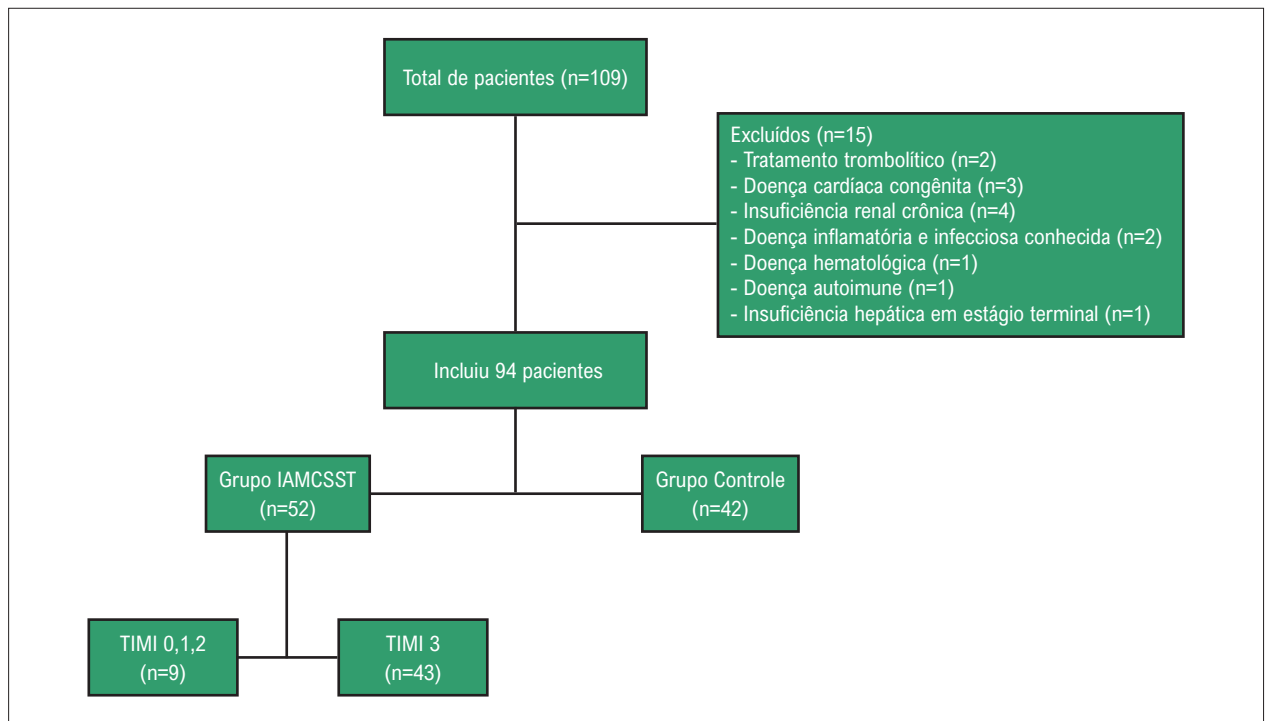 Total de pacientes (n=109)
Excluídos (n=15)
- Tratamento trombolítico (n=2)
- Doença cardíaca congênita (n=3)
- Insuficiência renal crônica (n=4)
- Doença inflamatória e infecciosa conhecida (n=2)
- Doença hematológica (n=1)
- Doença autoimune (n=1)
- Insuficiência hepática em estágio terminal (n=1)
Incluiu 94 pacientes
Grupo IAMCSST
(n=52)
Grupo Controle
(n=42)
TIMI 0,1,2
(n=9)
TIMI 3
(n=43)